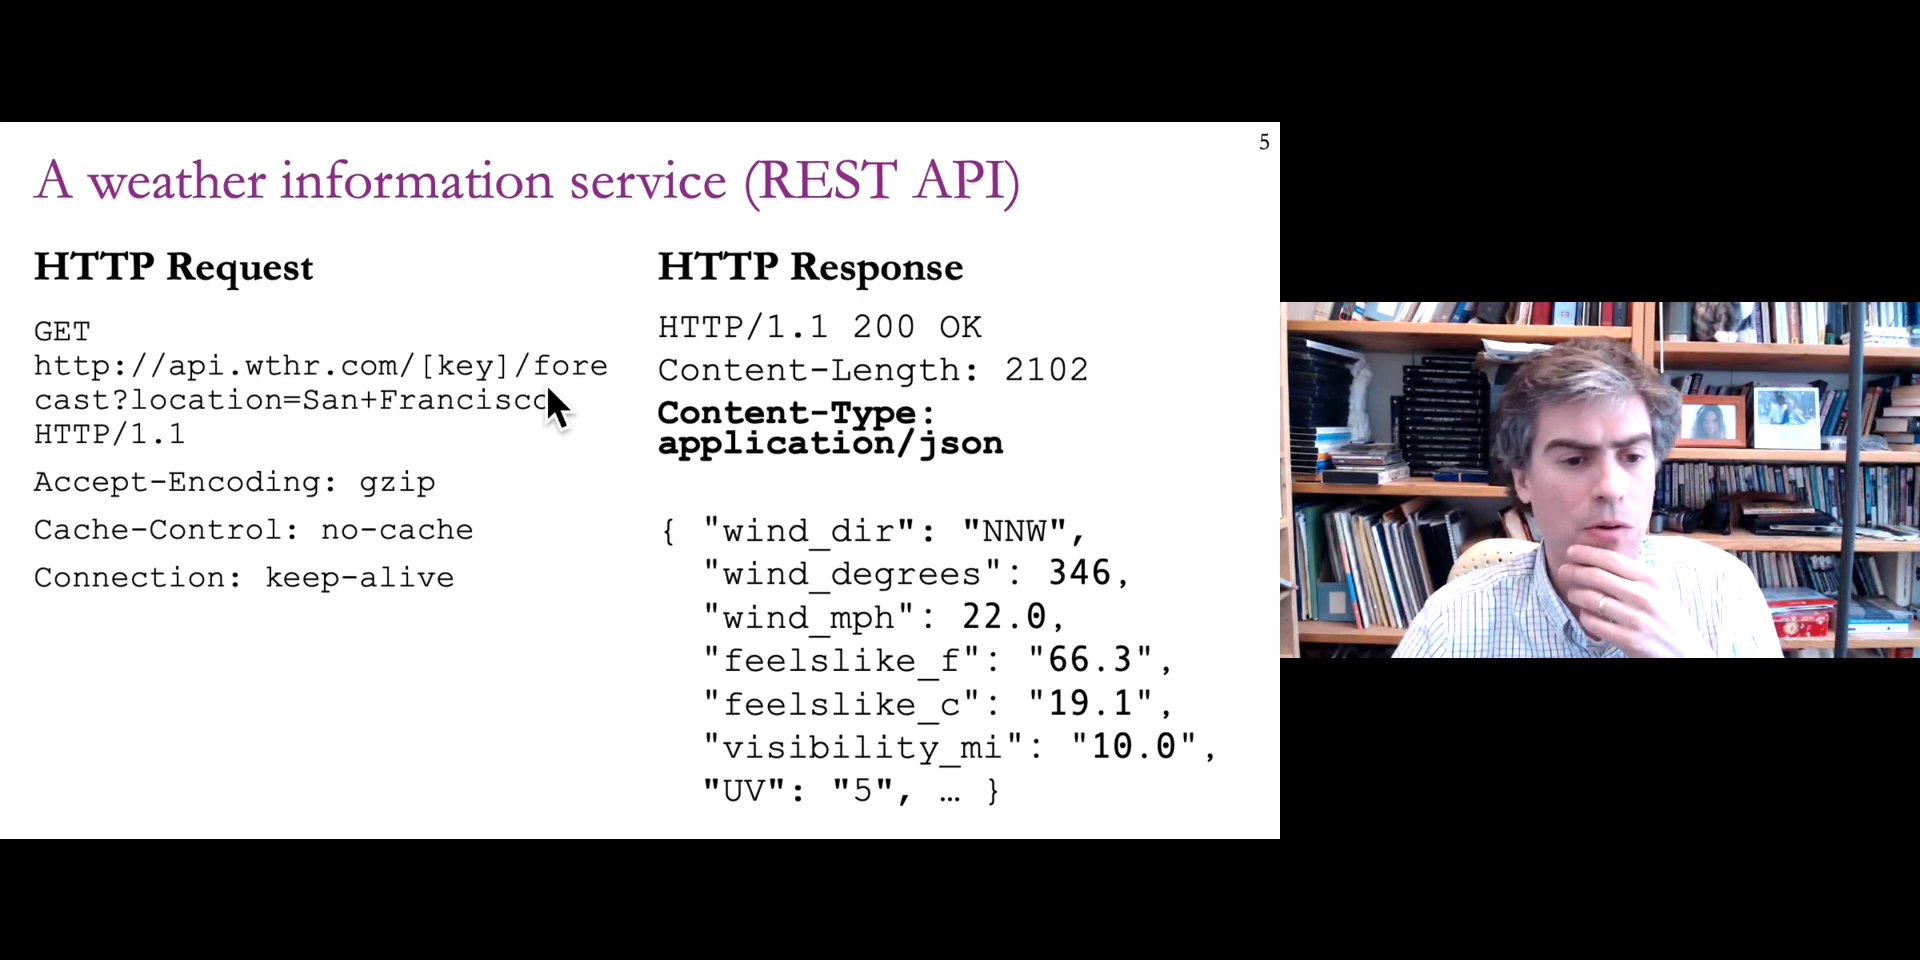 5
A weather information service (REST API)
HTTP Request
GET
http://api.wthr.com/[key]/fore
cast?location=San+Francisco
HTTP/1.1
Accept-Encoding: gzip
Cache-Control: no-cache
Connection: keep-alive
HTTP Response
HTTP/1.1 200 OK
Content-Length: 2102
Content-Type:
application/json
{ "wind_dir": "NNW",
"wind_degrees": 346,
"wind_mph": 22.0,
"feelslike_f": "66.3",
"feelslike_c": "19.1",
"visibility_mi": "10.0",
"UV": "5", … }